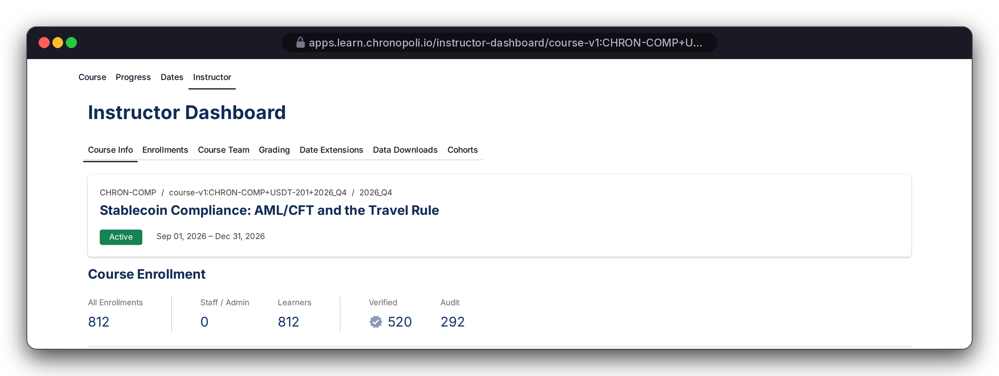 apps.learn.chronopoli.io/instructor-dashboard/course-v1:CHRON-COMP+U...
Course Progress Dates Instructor
Instructor Dashboard
Course Info Enrollments Course Team Grading Date Extensions Data Downloads Cohorts
CHRON-COMP / course-v1:CHRON-COMP+USDT-201+2026_Q4 / 2026_Q4
Stablecoin Compliance: AML/CFT and the Travel Rule
Active Sep 01, 2026 – Dec 31, 2026
Course Enrollment
All Enrollments Staff / Admin Learners Verified Audit
812 0 812 520 292